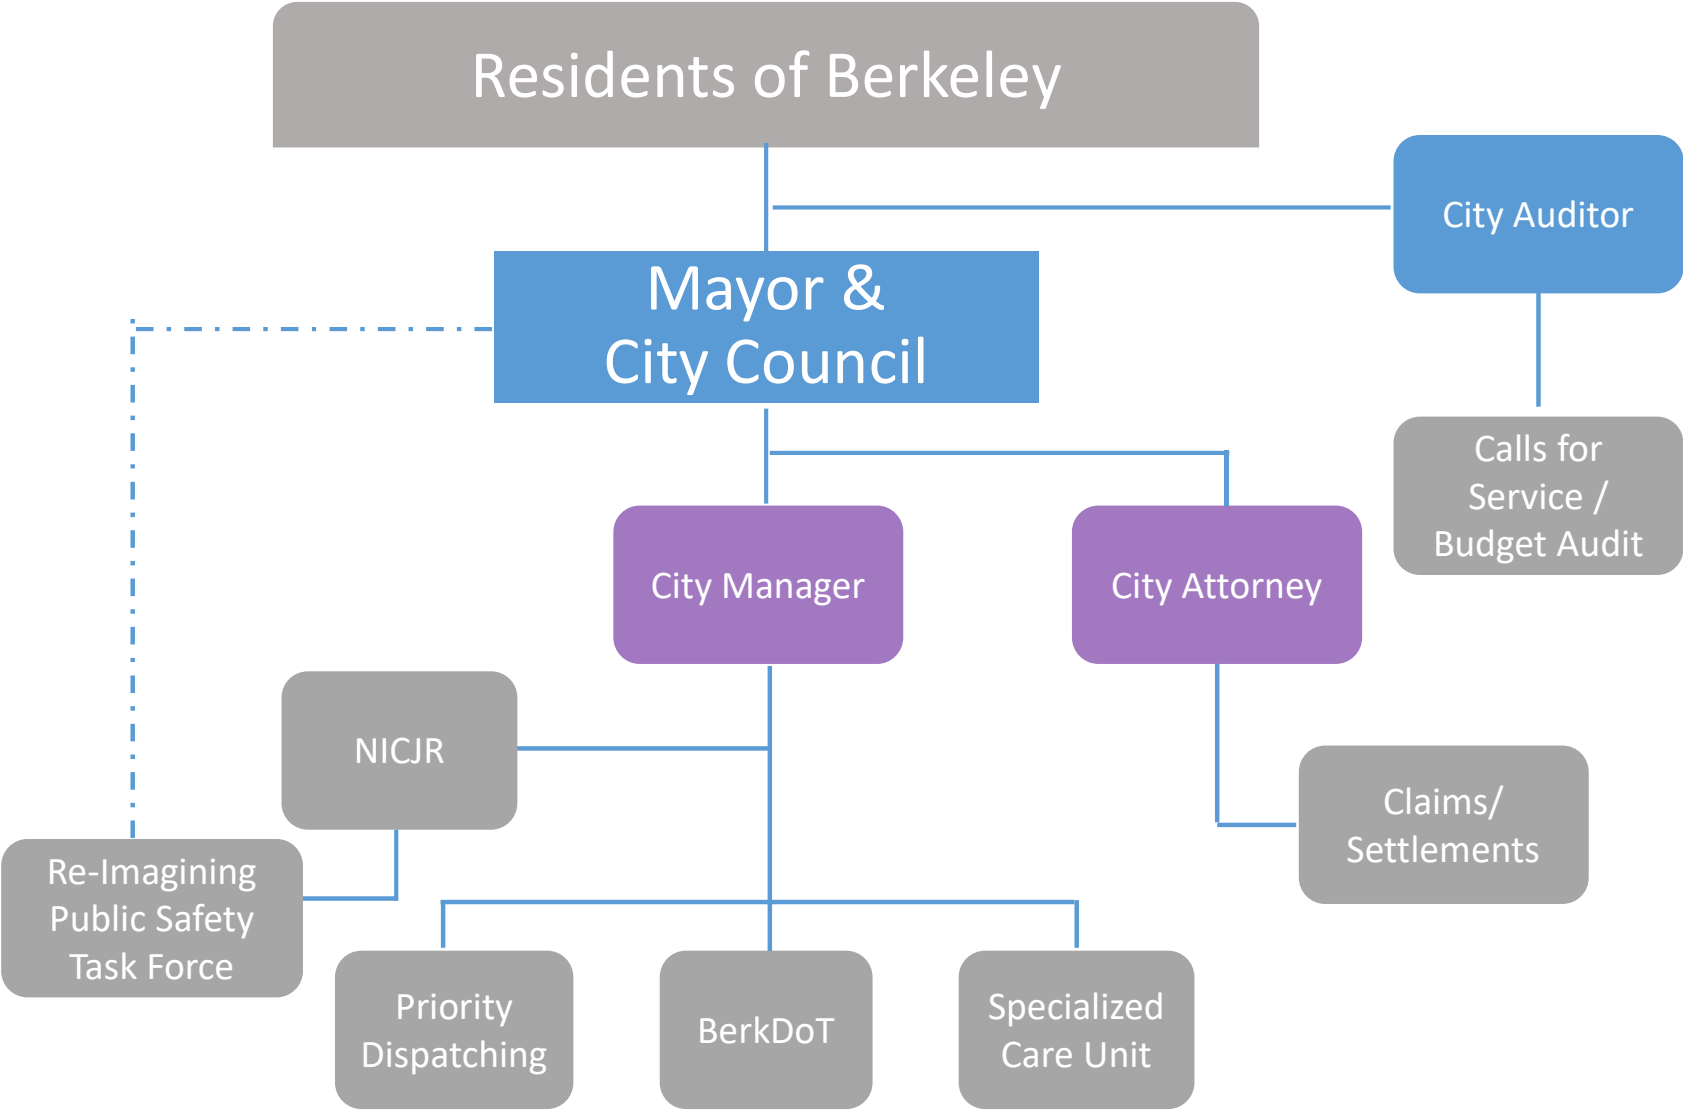 Residents of Berkeley
City Auditor
Mayor &
City Council
Calls for
Service /
Budget Audit
City Manager
City Attorney
NICJR
Claims/
Settlements
Re-Imagining
Public Safety
Task Force
Priority
Dispatching
BerkDoT
Specialized
Care Unit